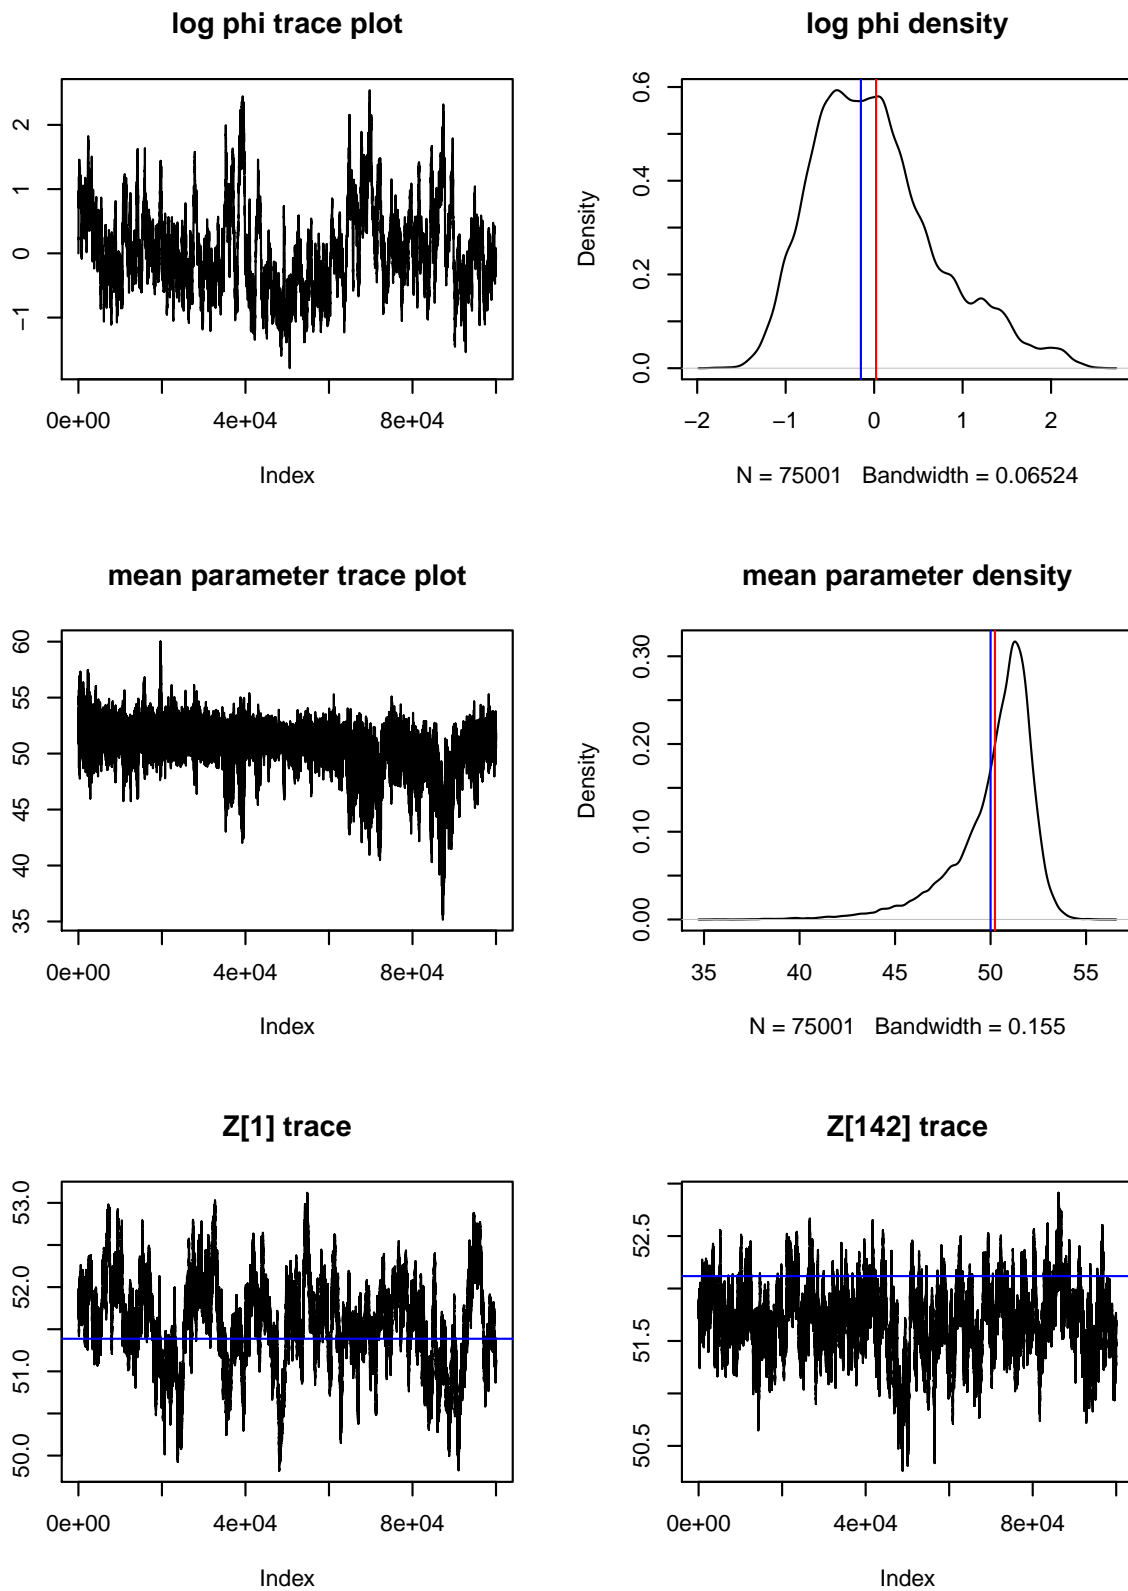 log phi trace plot
−1 0 1 2
0e+00 8e+04
Index
log phi density
Density
0.0 0.2 0.4 0.6
−2 −1 0 1 2
N = 75001 Bandwidth = 0.06524
mean parameter trace plot
35 40 45 50 55 60
0e+00 8e+04
Index
mean parameter density
Density
0.00 0.10 0.20 0.30
35 40 45 50 55
N = 75001 Bandwidth = 0.155
Z[1] trace
50.0 51.0 52.0 53.0
0e+00 4e+04 8e+04
Index
Z[142] trace
50.5 51.5 52.5
0e+00 4e+04 8e+04
Index